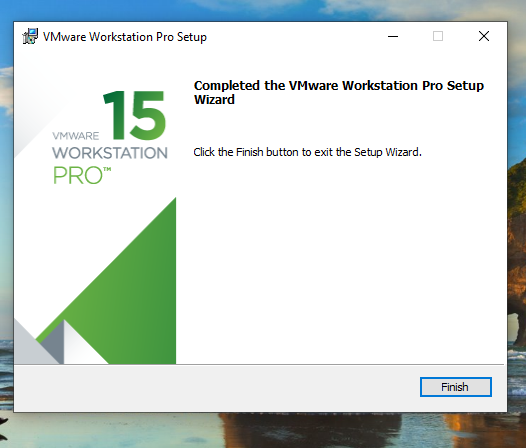 VMware Workstation Pro Setup
Completed the VMware Workstation Pro Setup
Wizard
15
VMWARE
WORKSTATION
PRO™
Click the Finish button to exit the Setup Wizard.
Finish